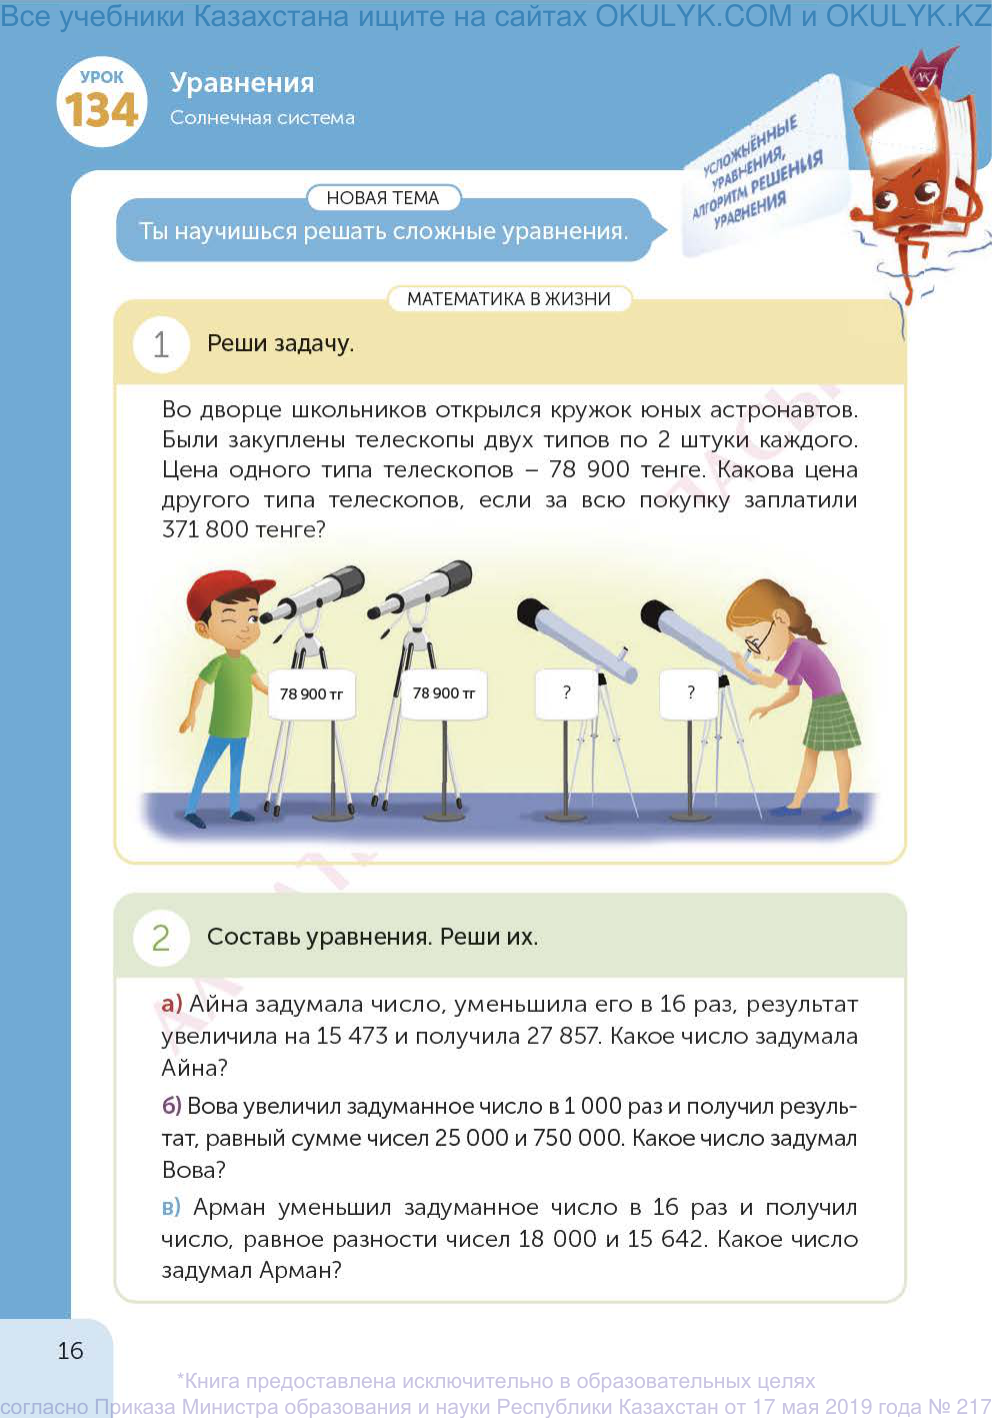 Все учебники Казахстана ищите на сайтах OKULYK.COM и OKULYK.KZ
УРОК
134
Уравнения
Солнечная система
УСЛОЖНЁННЫЕ
УРАВНЕНИЯ,
АЛГОРИТМ РЕШЕНИЯ
УРАВНЕНИЯ
НОВАЯ ТЕМА
Ты научишься решать сложные уравнения.
МАТЕМАТИКА В ЖИЗНИ
1 Реши задачу.
Во дворце школьников открылся кружок юных астронавтов.
Были закуплены телескопы двух типов по 2 штуки каждого.
Цена одного типа телескопов – 78 900 тенге. Какова цена
другого типа телескопов, если за всю покупку заплатили
371 800 тенге?
78 900 тг
78 900 тг
?
?
2 Составь уравнения. Реши их.
а) Айна задумала число, уменьшила его в 16 раз, результат
увеличила на 15 473 и получила 27 857. Какое число задумала
Айна?
б) Вова увеличил задуманное число в 1 000 раз и получил резуль-
тат, равный сумме чисел 25 000 и 750 000. Какое число задумал
Вова?
в) Арман уменьшил задуманное число в 16 раз и получил
число, равное разности чисел 18 000 и 15 642. Какое число
задумал Арман?
16
*Книга предоставлена исключительно в образовательных целях
согласно Приказа Министра образования и науки Республики Казахстан от 17 мая 2019 года № 217